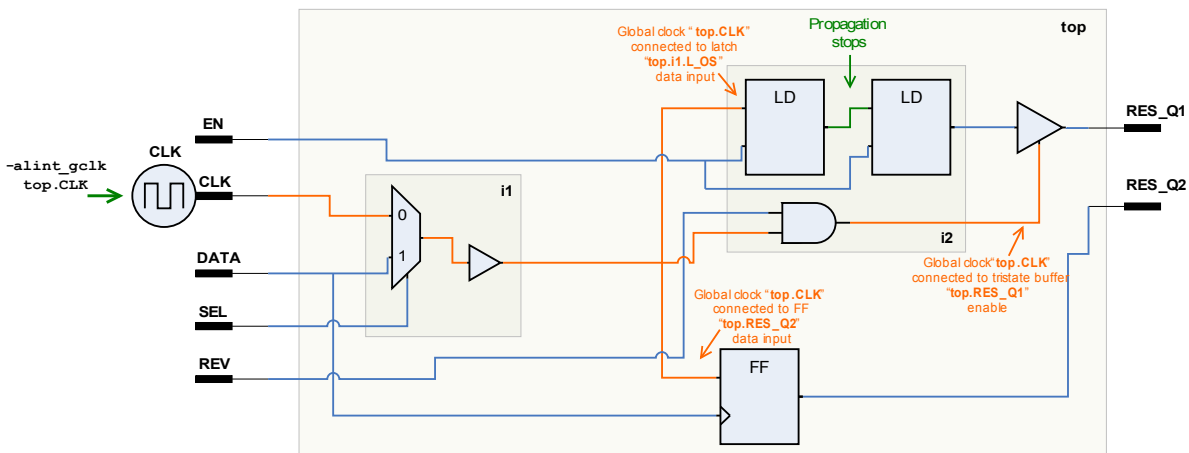 top
Global clock “ top.CLK”
connected to latch
“top.i1.L_OS”
data input
Propagation
stops
LD
LD
RES_Q1
EN
CLK
-alint_gclk
top.CLK
CLK
i1
0
1
RES_Q2
i2
DATA
Global clock“top.CLK”
connected to tristate buffer
“top.RES_Q1”
enable
Global clock “top.CLK”
connected to FF
“top.RES_Q2”
data input
SEL
REV
FF